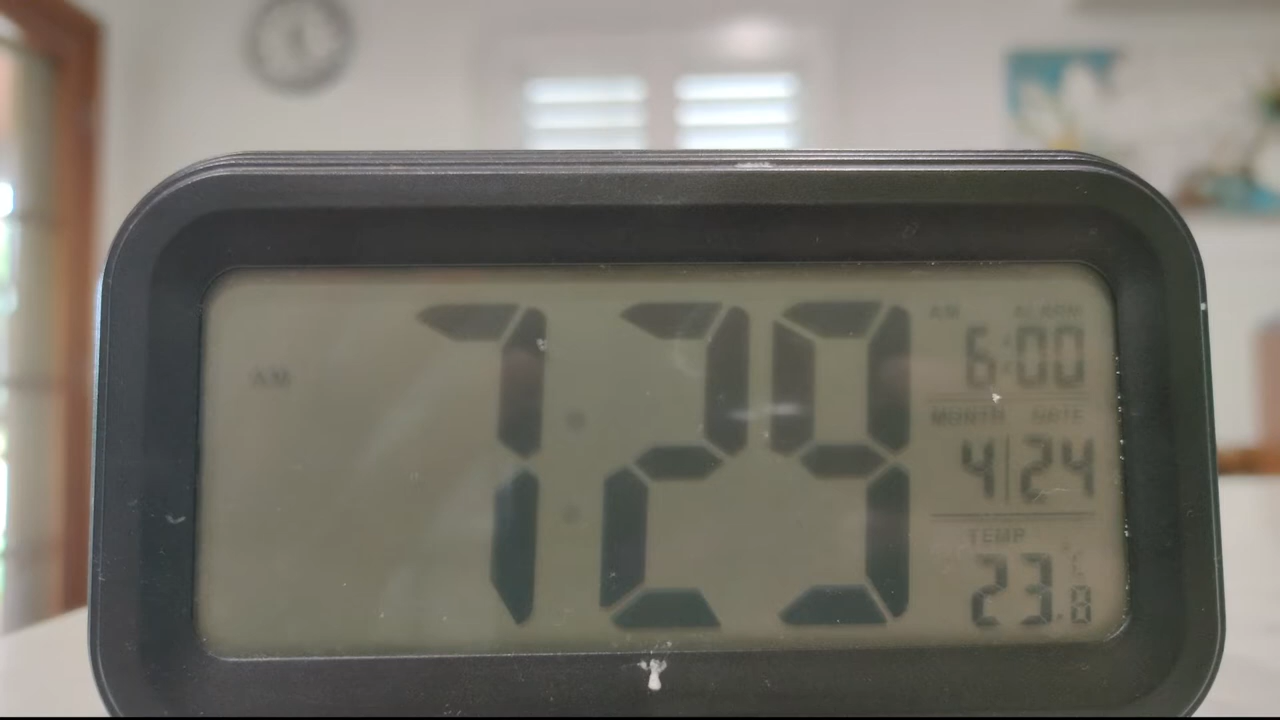 AM 7:29
AM ALARM
6:00
MONTH DATE
4|24
TEMP
23.8 °C